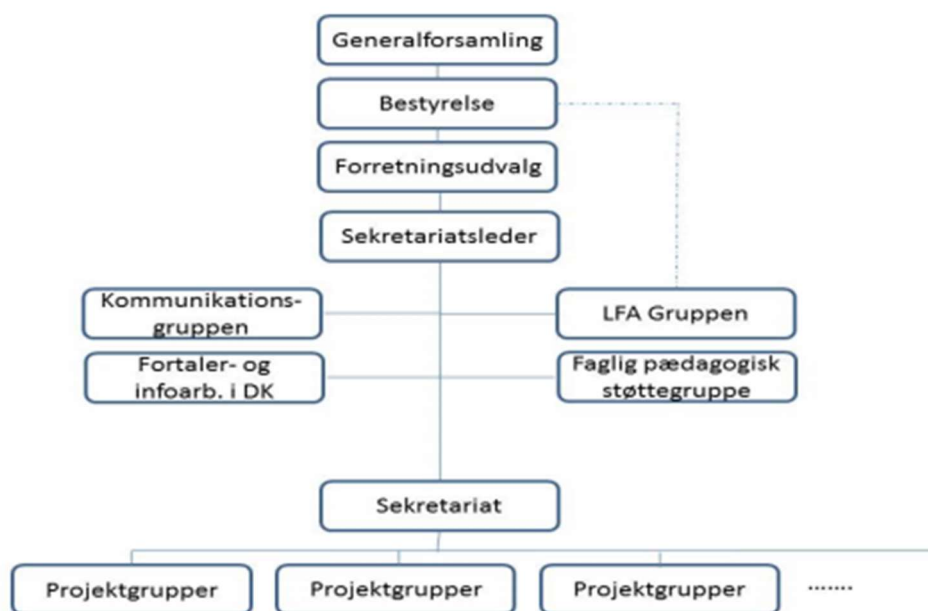 Generalforsamling
Bestyrelse
Forretningsudvalg
Sekretariatsleder
Kommunikations-
gruppen
LFA Gruppen
Fortaler- og
infoarb. i DK
Faglig pædagogisk
støttegruppe
Sekretariat
Projektgrupper
Projektgrupper
Projektgrupper
.......